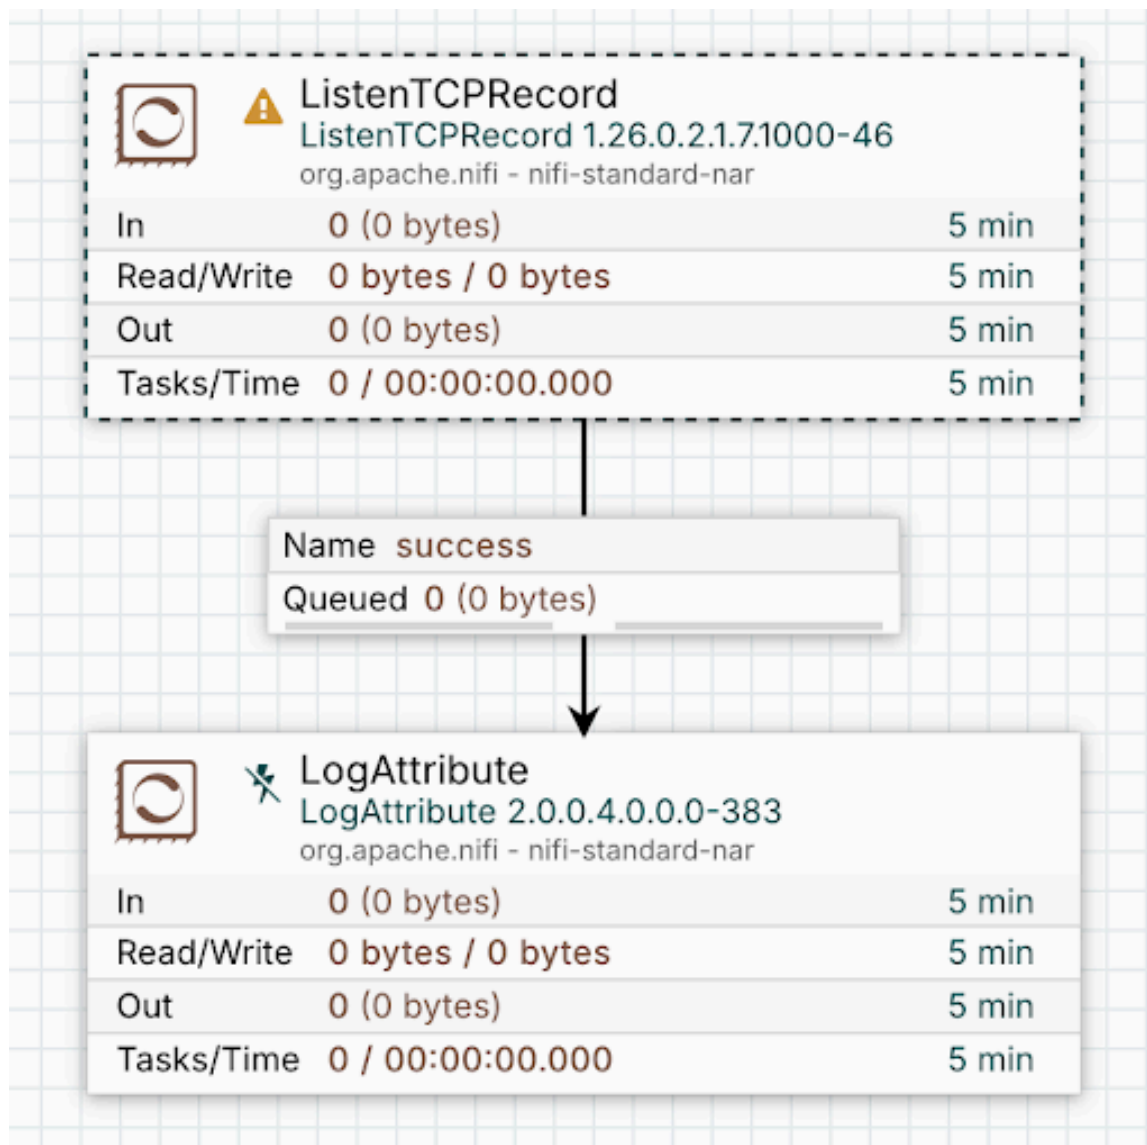 ListenTCPRecord
ListenTCPRecord 1.26.0.2.1.7.1000-46
org.apache.nifi - nifi-standard-nar
In 0 (0 bytes) 5 min
Read/Write 0 bytes / 0 bytes 5 min
Out 0 (0 bytes) 5 min
Tasks/Time 0 / 00:00:00.000 5 min
Name success
Queued 0 (0 bytes)
LogAttribute
LogAttribute 2.0.0.4.0.0.0-383
org.apache.nifi - nifi-standard-nar
In 0 (0 bytes) 5 min
Read/Write 0 bytes / 0 bytes 5 min
Out 0 (0 bytes) 5 min
Tasks/Time 0 / 00:00:00.000 5 min